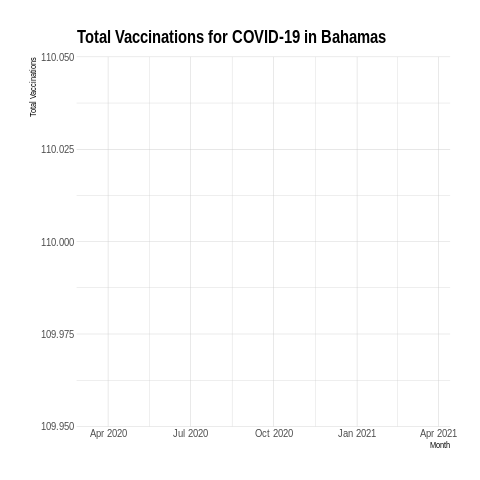 Total Vaccinations for COVID-19 in Bahamas
Total Vaccinations
110.050
110.025
110.000
109.975
109.950
Apr 2020 Jul 2020 Oct 2020 Jan 2021 Apr 2021
Month